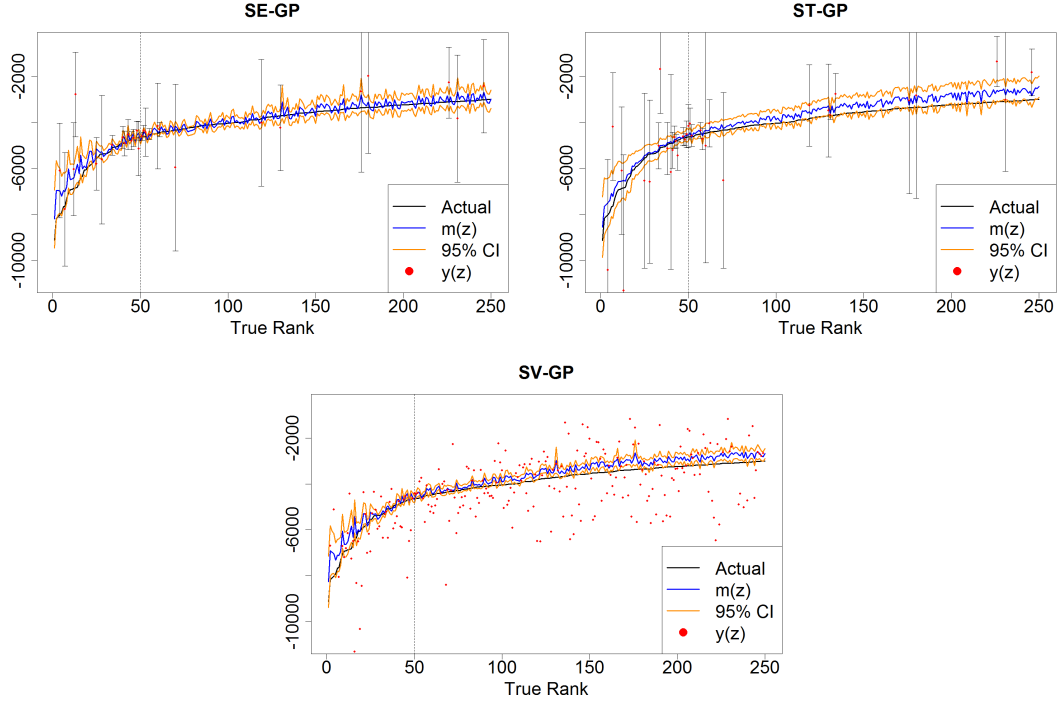 SE-GP
-2000
-6000
-10000
0 50 100 150 200 250
True Rank
Actual
m(z)
95% CI
y(z)
ST-GP
-2000
-6000
-10000
0 50 100 150 200 250
True Rank
Actual
m(z)
95% CI
y(z)
SV-GP
-2000
-6000
-10000
0 50 100 150 200 250
True Rank
Actual
m(z)
95% CI
y(z)